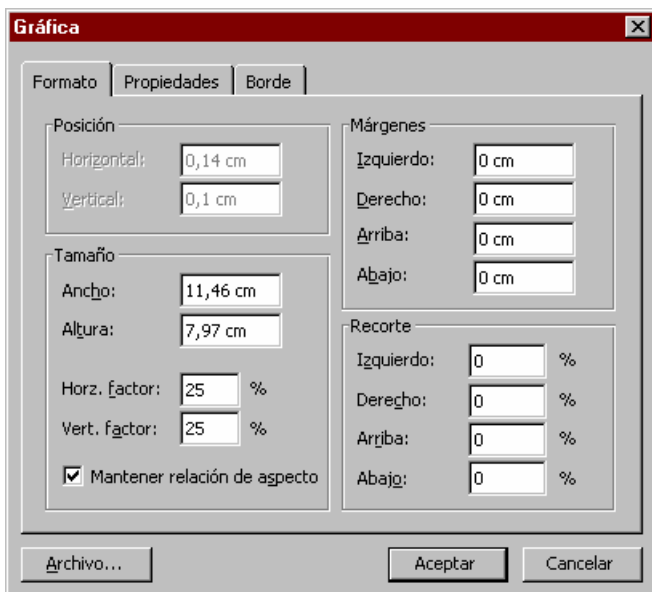 Gráfica
Formato Propiedades Borde
Posición
Horizontal: 0,14 cm
Vertical: 0,1 cm
Tamaño
Ancho: 11,46 cm
Altura: 7,97 cm
Horz. factor: 25 %
Vert. factor: 25 %
Mantener relación de aspecto
Márgenes
Izquierdo: 0 cm
Derecho: 0 cm
Arriba: 0 cm
Abajo: 0 cm
Recorte
Izquierdo: 0 %
Derecho: 0 %
Arriba: 0 %
Abajo: 0 %
Archivo... Aceptar Cancelar